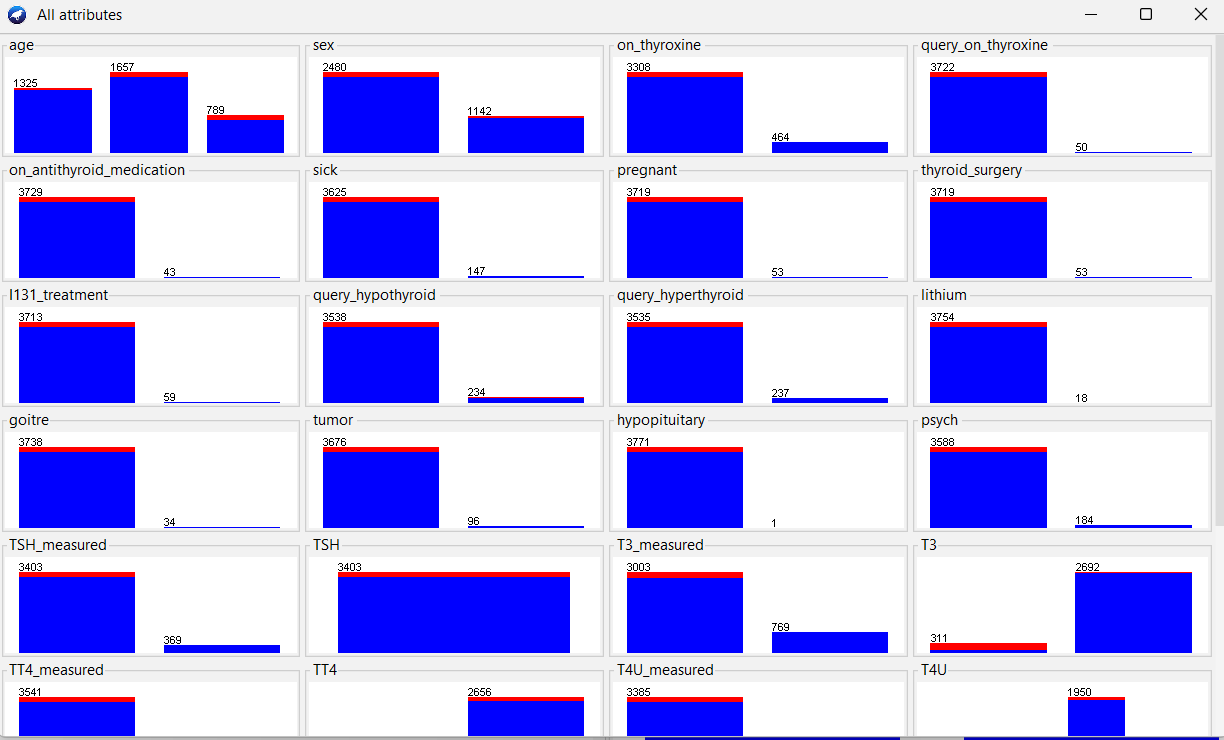 All attributes
age sex on_thyroxine query_on_thyroxine
1325 1657 789 2480 1142 3308 464 3722 50
on_antithyroid_medication sick pregnant thyroid_surgery
3729 43 3625 147 3719 53 3719 53
I131_treatment query_hypothyroid query_hyperthyroid lithium
3713 59 3538 234 3535 237 3754 18
goitre tumor hypopituitary psych
3738 34 3676 96 3771 1 3588 184
TSH_measured TSH T3_measured T3
3403 369 3403 3003 769 311 2692
TT4_measured TT4 T4U_measured T4U
3541 2656 3385 1950